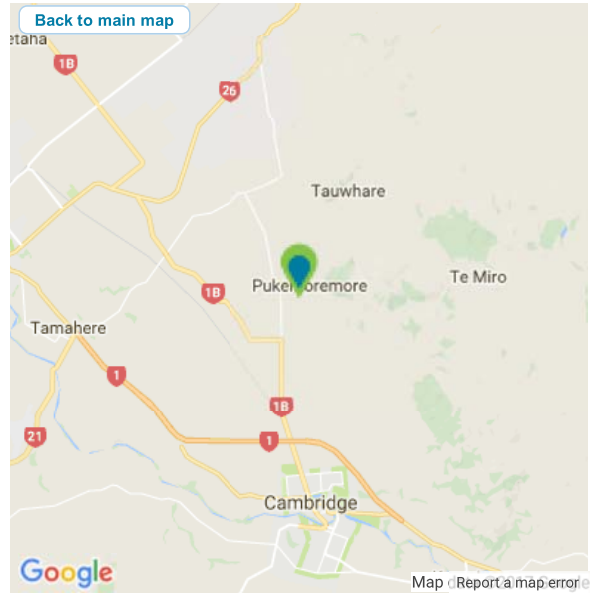 Back to main map
etaha
1B
26
Tauwhare
Te Miro
1B
Tamahere
1
1B
21
1
Cambridge
Google
Map
Report a map error